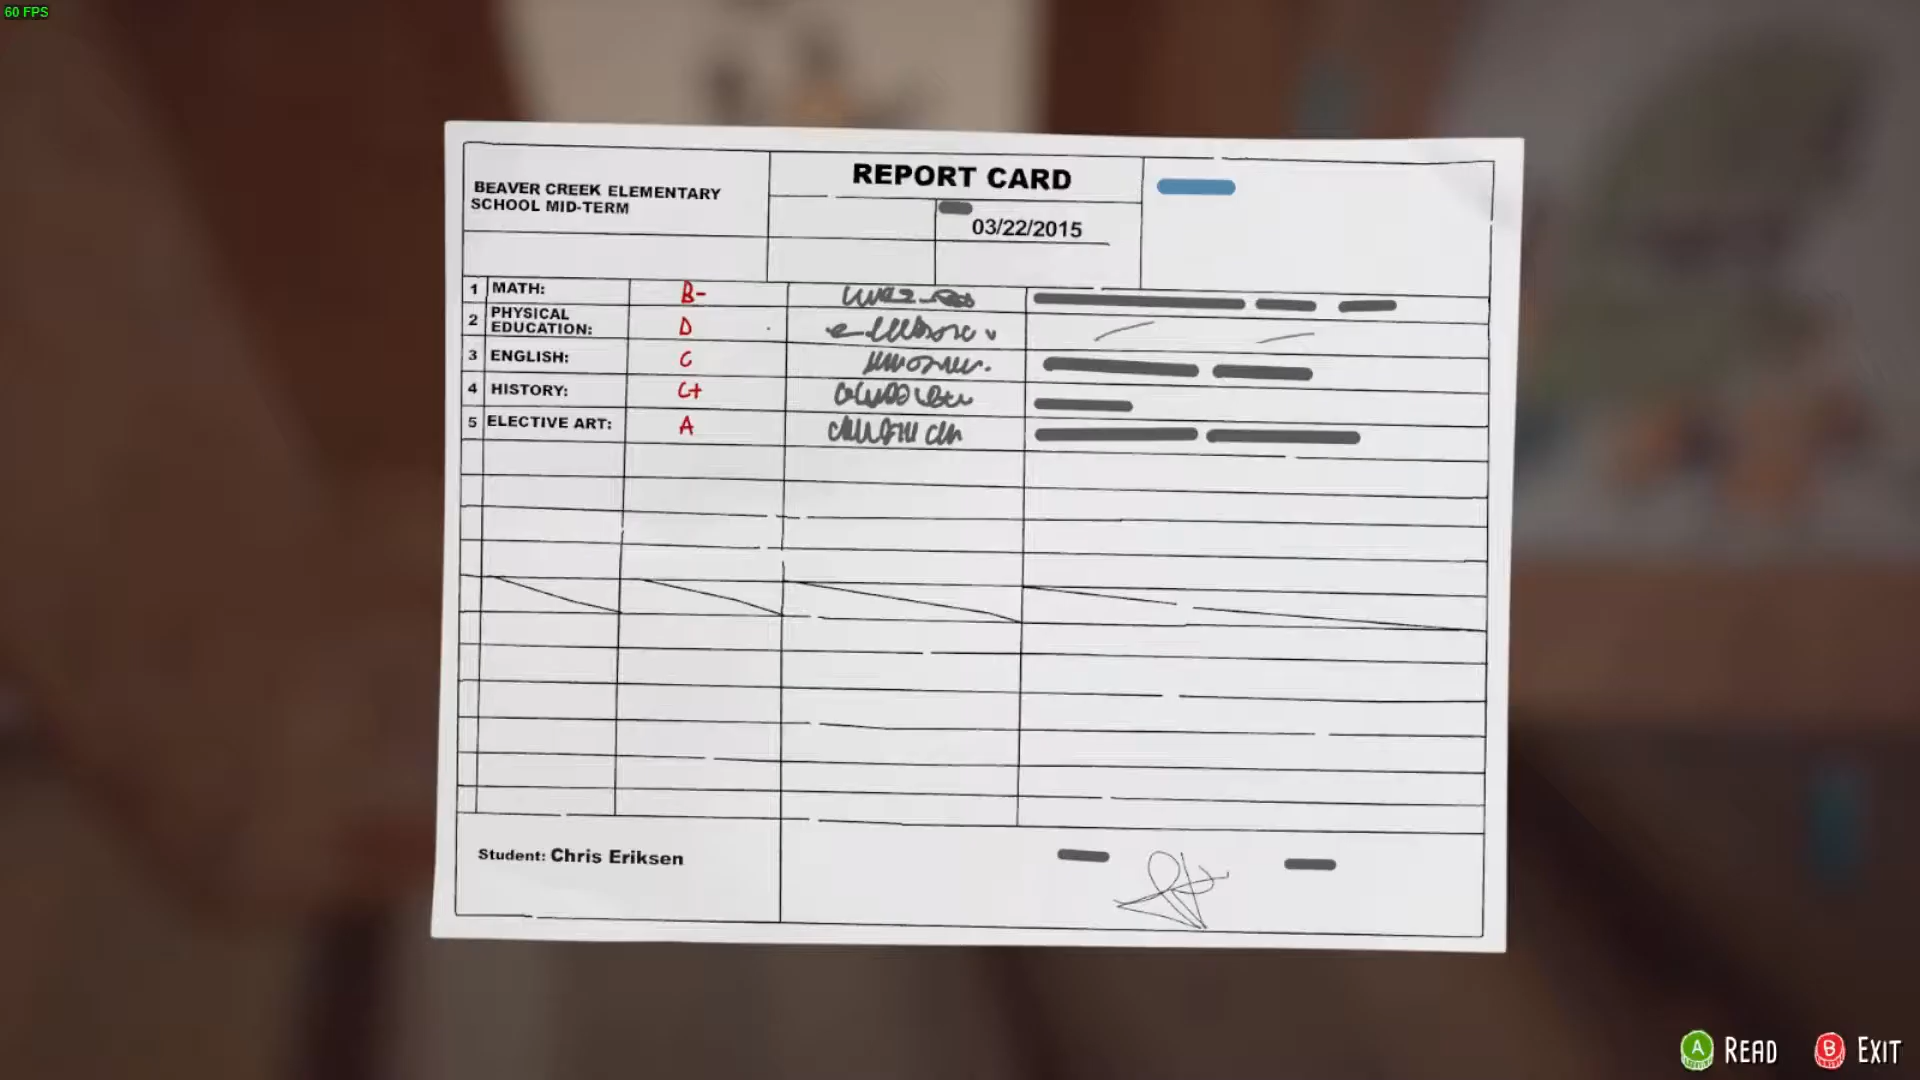 60 FPS
REPORT CARD
BEAVER CREEK ELEMENTARY
SCHOOL MID-TERM
03/22/2015
1 MATH: B-
2 PHYSICAL
EDUCATION: D
3 ENGLISH: C
4 HISTORY: C+
5 ELECTIVE ART: A
Student: Chris Eriksen
A READ B EXIT